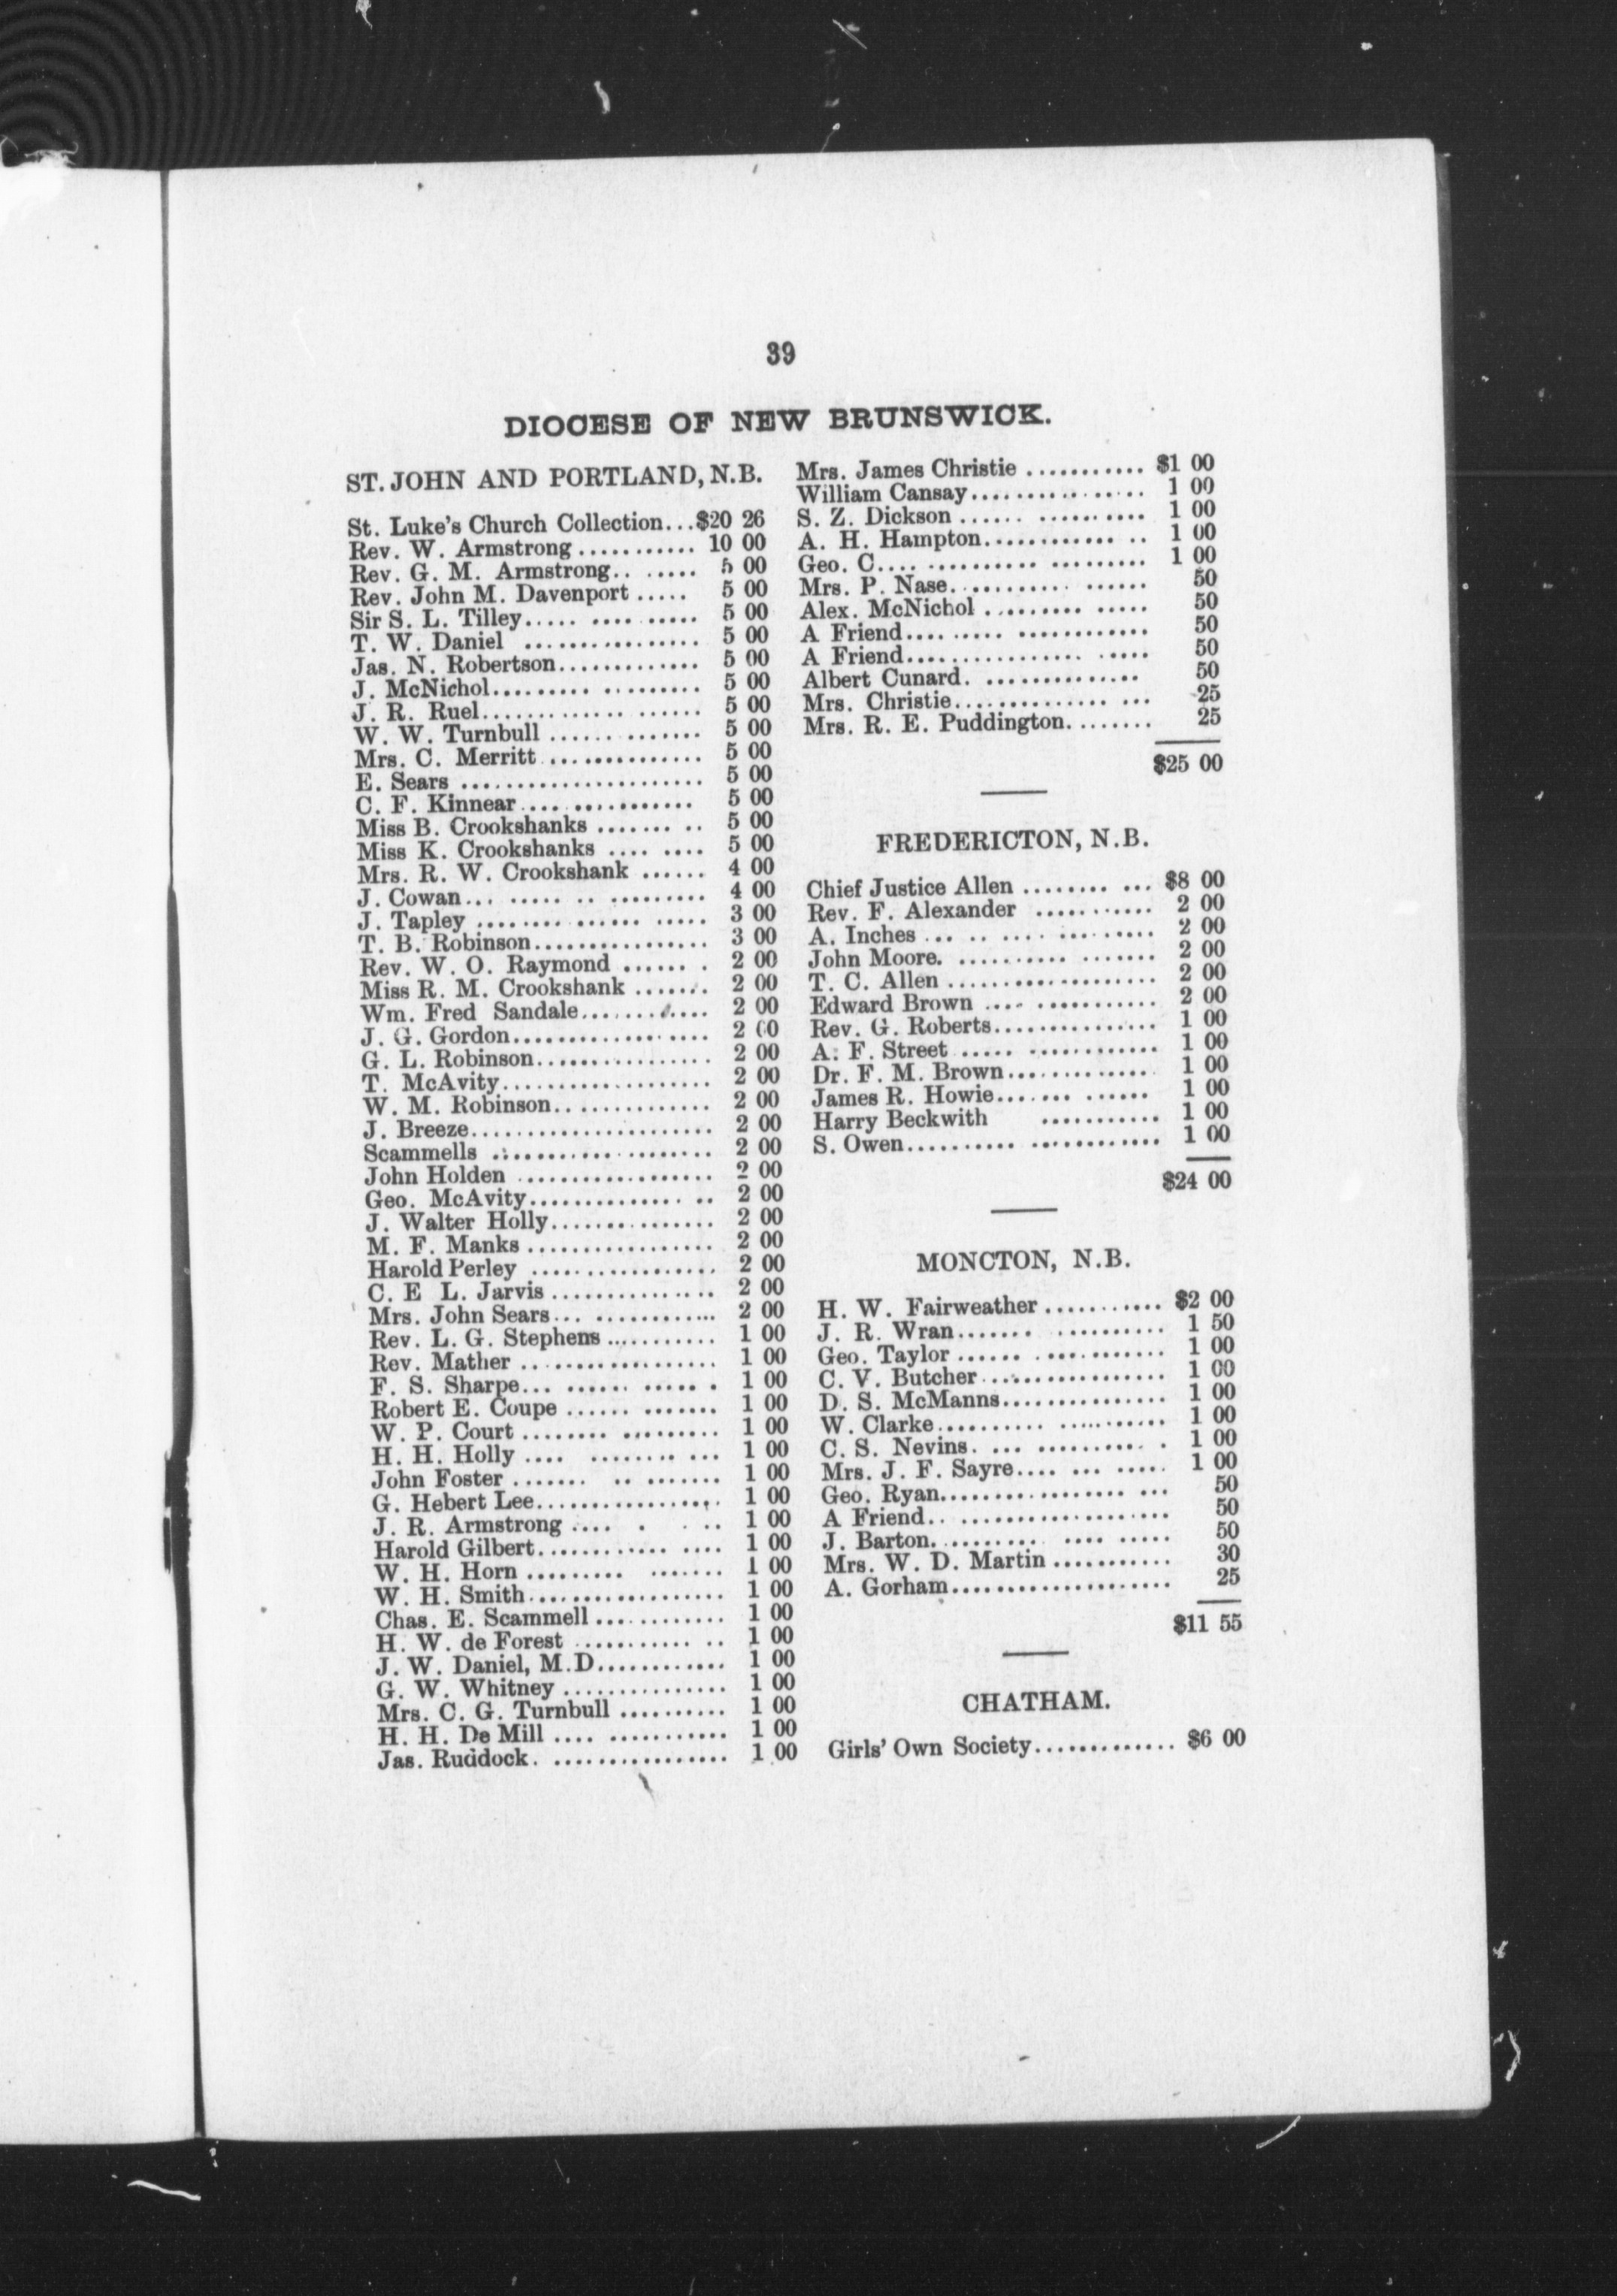 39
DIOCESE OF NEW BRUNSWICK.
ST. JOHN AND PORTLAND, N.B.
St. Luke's Church Collection...$20 26
Rev. W. Armstrong........... 10 00
Rev. G. M. Armstrong.. ...... 5 00
Rev. John M. Davenport ..... 5 00
Sir S. L. Tilley..... .... ..... 5 00
T. W. Daniel ................ 5 00
Jas. N. Robertson............. 5 00
J. McNichol......... ......... 5 00
J. R. Ruel.............. ...... 5 00
W. W. Turnbull ...... ....... 5 00
Mrs. C. Merritt .............. 5 00
E. Sears ...................... 5 00
C. F. Kinnear.... ............ 5 00
Miss B. Crookshanks ....... .. 5 00
Miss K. Crookshanks .... .... 5 00
Mrs. R. W. Crookshank ...... 4 00
J. Cowan... ..... .. ......... 4 00
J. Tapley ........ ...... ..... 3 00
T. B. Robinson................ 3 00
Rev. W. O. Raymond ...... . 2 00
Miss R. M. Crookshank ....... 2 00
Wm. Fred Sandale............ 2 00
J. G. Gordon............. .... 2 00
G. L. Robinson................ 2 00
T. McAvity................... 2 00
W. M. Robinson.............. 2 00
J. Breeze...................... 2 00
Scammells .................... 2 00
John Holden .................. 2 00
Geo. McAvity.............. .. 2 00
J. Walter Holly............... 2 00
M. F. Manks ................. 2 00
Harold Perley ................. 2 00
C. E L. Jarvis ............... 2 00
Mrs. John Sears... ............ 2 00
Rev. L. G. Stephens ........... 1 00
Rev. Mather .................. 1 00
F. S. Sharpe... ...... ...... . 1 00
Robert E. Coupe ...... ....... 1 00
W. P. Court ........ ......... 1 00
H. H. Holly .... ........ ... 1 00
John Foster ....... .. ....... 1 00
G. Hebert Lee................. 1 00
J. R. Armstrong .... . . .. 1 00
Harold Gilbert............ .... 1 00
W. H. Horn ......... ....... 1 00
W. H. Smith.................. 1 00
Chas. E. Scammell ............ 1 00
H. W. de Forest ........... .. 1 00
J. W. Daniel, M.D............. 1 00
G. W. Whitney ............... 1 00
Mrs. C. G. Turnbull .......... 1 00
H. H. De Mill .... ........... 1 00
Jas. Ruddock. ................ 1 00
Mrs. James Christie ........... $1 00
William Cansay................ 1 00
S. Z. Dickson ...... .......... 1 00
A. H. Hampton............ .. 1 00
Geo. C.... .......... ......... 1 00
Mrs. P. Nase........... ...... 50
Alex. McNichol ......... ..... 50
A Friend.... ..... ............ 50
A Friend................ ..... 50
Albert Cunard. .............. 50
Mrs. Christie.............. ... 25
Mrs. R. E. Puddington. ....... 25
$25 00
FREDERICTON, N.B.
Chief Justice Allen ........ ... $8 00
Rev. F. Alexander ........... 2 00
A. Inches ... .. .... ......... 2 00
John Moore. .......... ....... 2 00
T. C. Allen ................... 2 00
Edward Brown .... ........... 2 00
Rev. G. Roberts............... 1 00
A. F. Street ..... ............ 1 00
Dr. F. M. Brown.............. 1 00
James R. Howie....... ...... 1 00
Harry Beckwith ........... 1 00
S. Owen.......... ............ 1 00
$24 00
MONCTON, N.B.
H. W. Fairweather ........... $2 00
J. R. Wran....... .......... 1 50
Geo. Taylor ...... ............ 1 00
C. V. Butcher................. 1 00
D. S. McManns............... 1 00
W. Clarke.......... .......... 1 00
C. S. Nevins. ... .......... . 1 00
Mrs. J. F. Sayre.... ... ..... 1 00
Geo. Ryan................. ... 50
A Friend.. ................... 50
J. Barton. ......... .... ..... 50
Mrs. W. D. Martin ........... 30
A. Gorham.................... 25
$11 55
CHATHAM.
Girls' Own Society............. $6 00